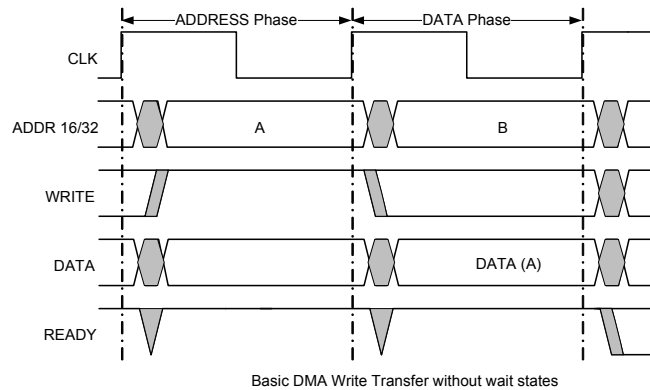 ADDRESS Phase DATA Phase
CLK
ADDR 16/32 A B
WRITE
DATA DATA (A)
READY
Basic DMA Write Transfer without wait states